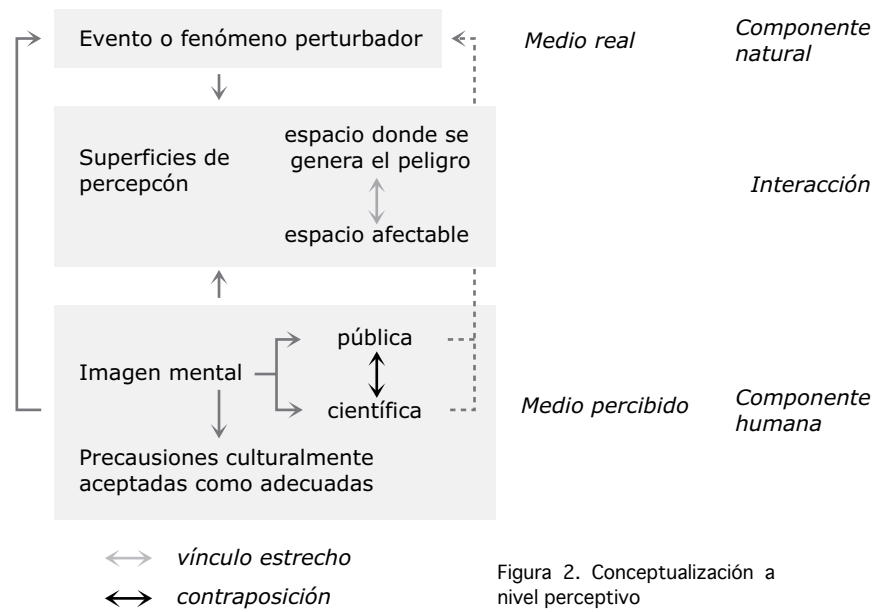 Evento o fenómeno perturbador
Medio real
Componente
natural
Superficies de
percepcón
espacio donde se
genera el peligro
espacio afectable
Interacción
Imagen mental
pública
científica
Precausiones culturalmente
aceptadas como adecuadas
Medio percibido
Componente
humana
vínculo estrecho
contraposición
Figura 2. Conceptualización a
nivel perceptivo